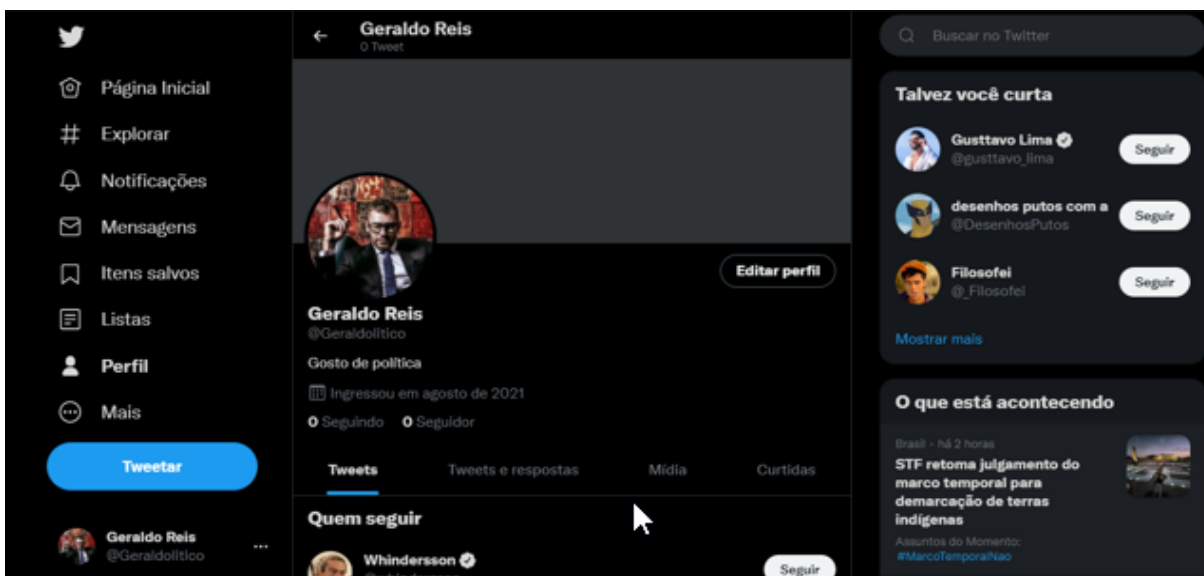 Geraldo Reis
0 Tweet
Página Inicial
Explorar
Notificações
Mensagens
Itens salvos
Listas
Perfil
Mais
Tweetar
Geraldo Reis
@Geraldolitico
Editar perfil
Geraldo Reis
@Geraldolitico
Gosto de política
Ingressou em agosto de 2021
0 Seguindo 0 Seguidor
Tweets Tweets e respostas Mídia Curtidas
Quem seguir
Whindersson
Seguir
Buscar no Twitter
Talvez você curta
Gusttavo Lima
@gusttavo_lima
Seguir
desenhos putos com a
@DesenhosPutos
Seguir
Filosofei
@_Filosofei
Seguir
Mostrar mais
O que está acontecendo
Brasil - há 2 horas
STF retoma julgamento do
marco temporal para
demarcação de terras
indígenas
Assuntos do Momento:
#MarcoTemporalNao